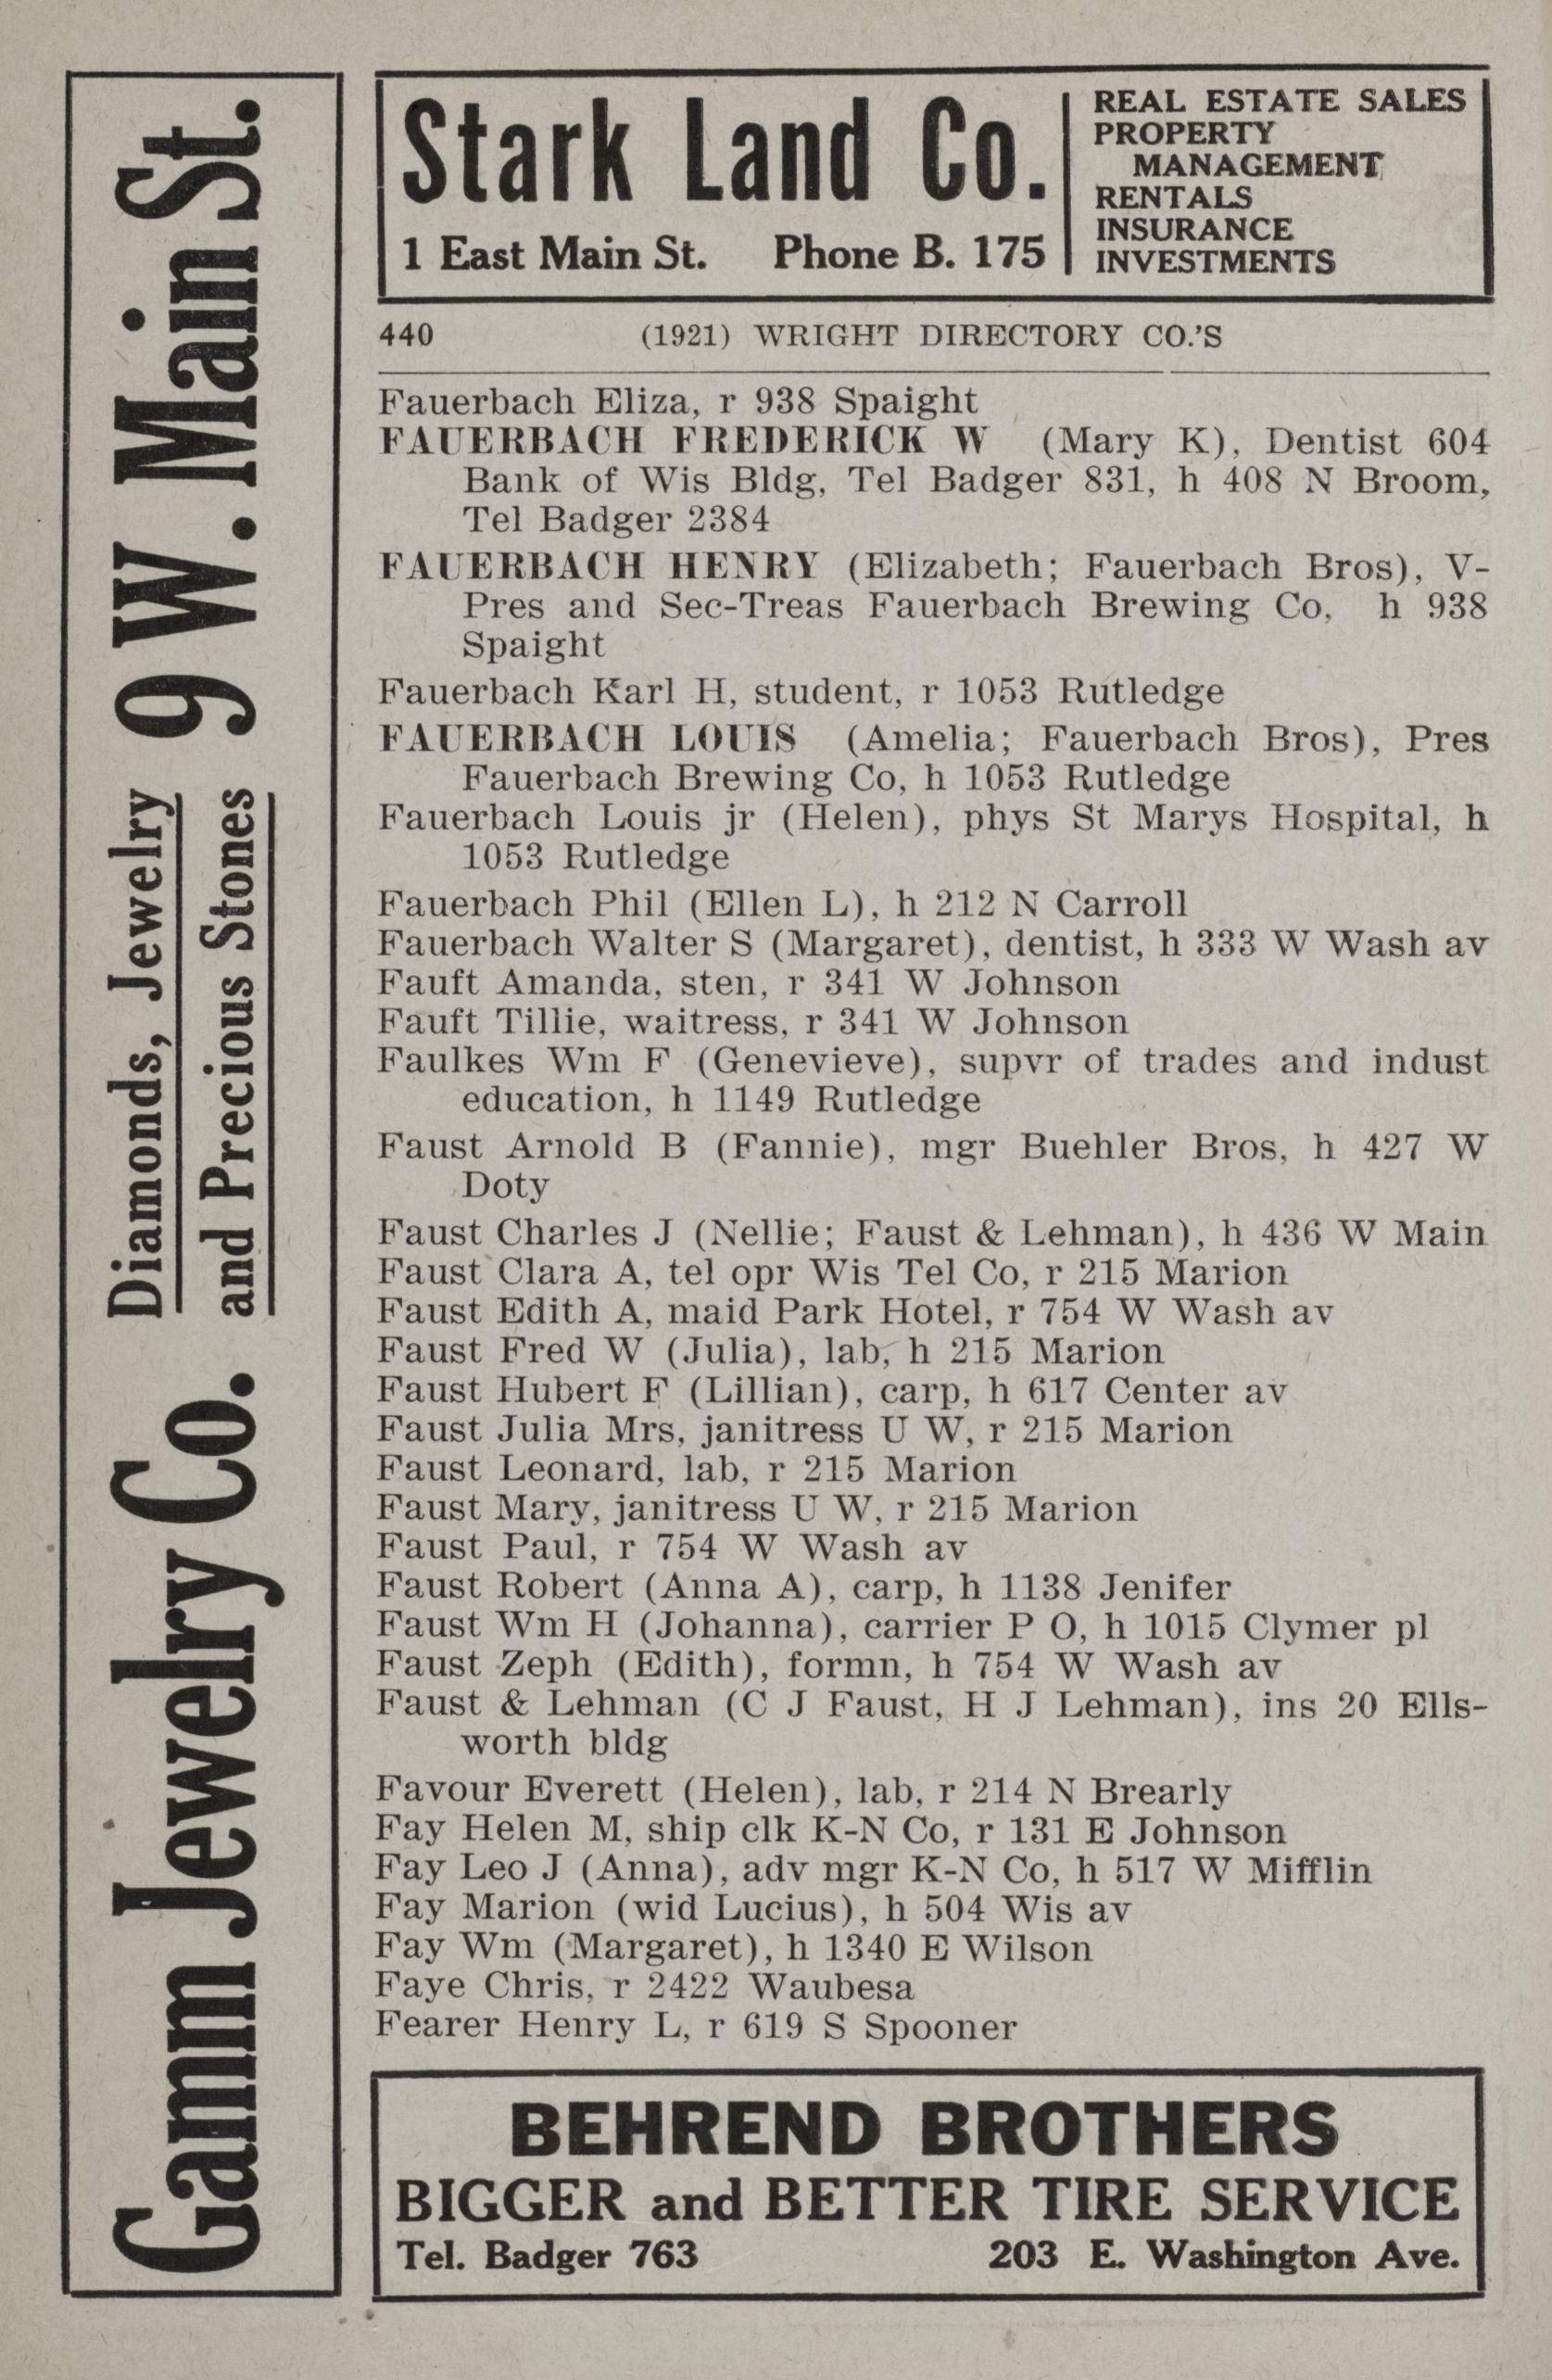 Gamm Jewelry Co. Diamonds, Jewelry and Precious Stones 9 W. Main St.
Stark Land Co.
1 East Main St. Phone B. 175
REAL ESTATE SALES
PROPERTY
MANAGEMENT
RENTALS
INSURANCE
INVESTMENTS
440 (1921) WRIGHT DIRECTORY CO.'S
Fauerbach Eliza, r 938 Spaight
FAUERBACH FREDERICK W (Mary K), Dentist 604
Bank of Wis Bldg, Tel Badger 831, h 408 N Broom,
Tel Badger 2384
FAUERBACH HENRY (Elizabeth; Fauerbach Bros), V-
Pres and Sec-Treas Fauerbach Brewing Co, h 938
Spaight
Fauerbach Karl H, student, r 1053 Rutledge
FAUERBACH LOUIS (Amelia; Fauerbach Bros), Pres
Fauerbach Brewing Co, h 1053 Rutledge
Fauerbach Louis jr (Helen), phys St Marys Hospital, h
1053 Rutledge
Fauerbach Phil (Ellen L), h 212 N Carroll
Fauerbach Walter S (Margaret), dentist, h 333 W Wash av
Fauft Amanda, sten, r 341 W Johnson
Fauft Tillie, waitress, r 341 W Johnson
Faulkes Wm F (Genevieve), supvr of trades and indust
education, h 1149 Rutledge
Faust Arnold B (Fannie), mgr Buehler Bros, h 427 W
Doty
Faust Charles J (Nellie; Faust & Lehman), h 436 W Main
Faust Clara A, tel opr Wis Tel Co, r 215 Marion
Faust Edith A, maid Park Hotel, r 754 W Wash av
Faust Fred W (Julia), lab, h 215 Marion
Faust Hubert F (Lillian), carp, h 617 Center av
Faust Julia Mrs, janitress U W, r 215 Marion
Faust Leonard, lab, r 215 Marion
Faust Mary, janitress U W, r 215 Marion
Faust Paul, r 754 W Wash av
Faust Robert (Anna A), carp, h 1138 Jenifer
Faust Wm H (Johanna), carrier P O, h 1015 Clymer pl
Faust Zeph (Edith), formn, h 754 W Wash av
Faust & Lehman (C J Faust, H J Lehman), ins 20 Ells-
worth bldg
Favour Everett (Helen), lab, r 214 N Brearly
Fay Helen M, ship clk K-N Co, r 131 E Johnson
Fay Leo J (Anna), adv mgr K-N Co, h 517 W Mifflin
Fay Marion (wid Lucius), h 504 Wis av
Fay Wm (Margaret), h 1340 E Wilson
Faye Chris, r 2422 Waubesa
Fearer Henry L, r 619 S Spooner
BEHREND BROTHERS
BIGGER and BETTER TIRE SERVICE
Tel. Badger 763 203 E. Washington Ave.